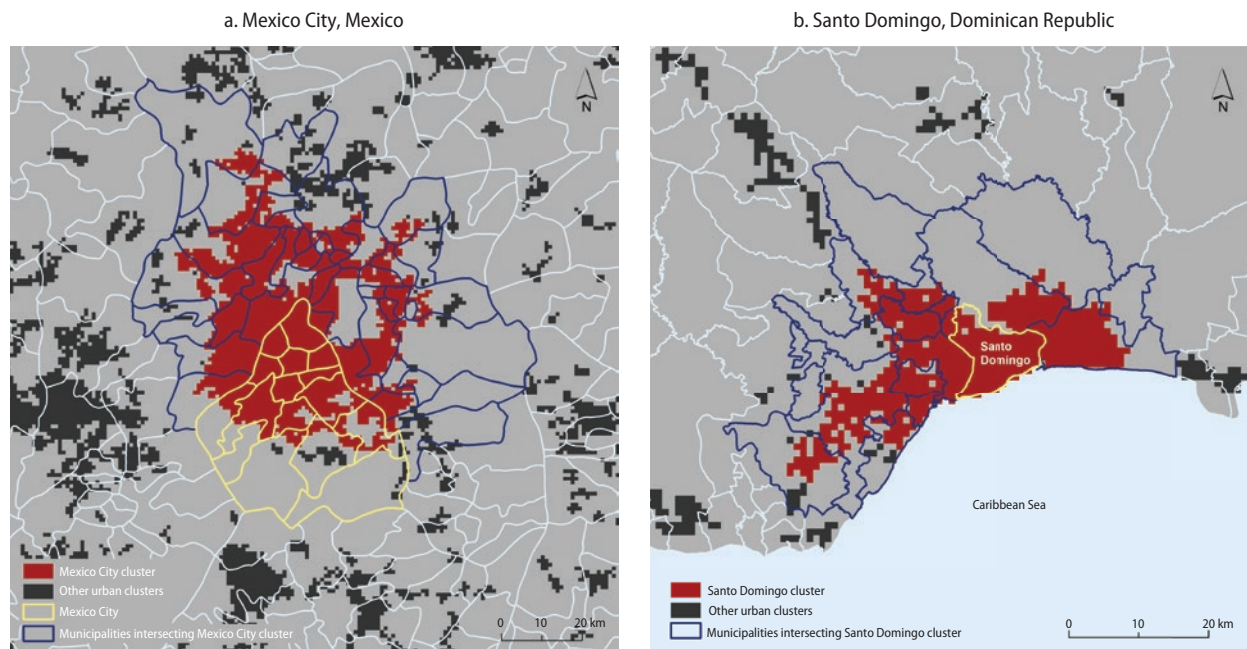 a. Mexico City, Mexico
N
Mexico City cluster
Other urban clusters
Mexico City
Municipalities intersecting Mexico City cluster
0 10 20 km
b. Santo Domingo, Dominican Republic
N
Santo
Domingo
Caribbean Sea
Santo Domingo cluster
Other urban clusters
Municipalities intersecting Santo Domingo cluster
0 10 20 km